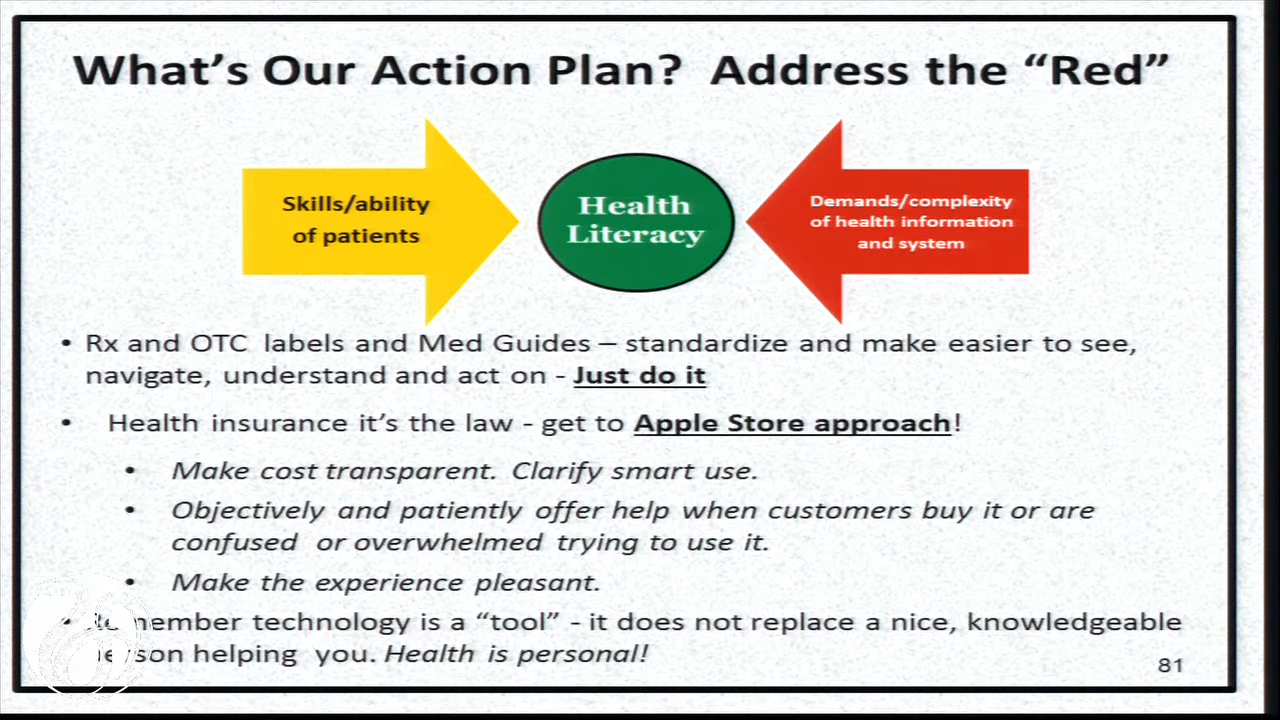 What's Our Action Plan? Address the “Red”
Skills/ability
of patients
Health
Literacy
Demands/complexity
of health information
and system
• Rx and OTC labels and Med Guides – standardize and make easier to see,
navigate, understand and act on - Just do it
• Health insurance it's the law - get to Apple Store approach!
• Make cost transparent. Clarify smart use.
• Objectively and patiently offer help when customers buy it or are
confused or overwhelmed trying to use it.
• Make the experience pleasant.
• Remember technology is a “tool” - it does not replace a nice, knowledgeable
person helping you. Health is personal!
81